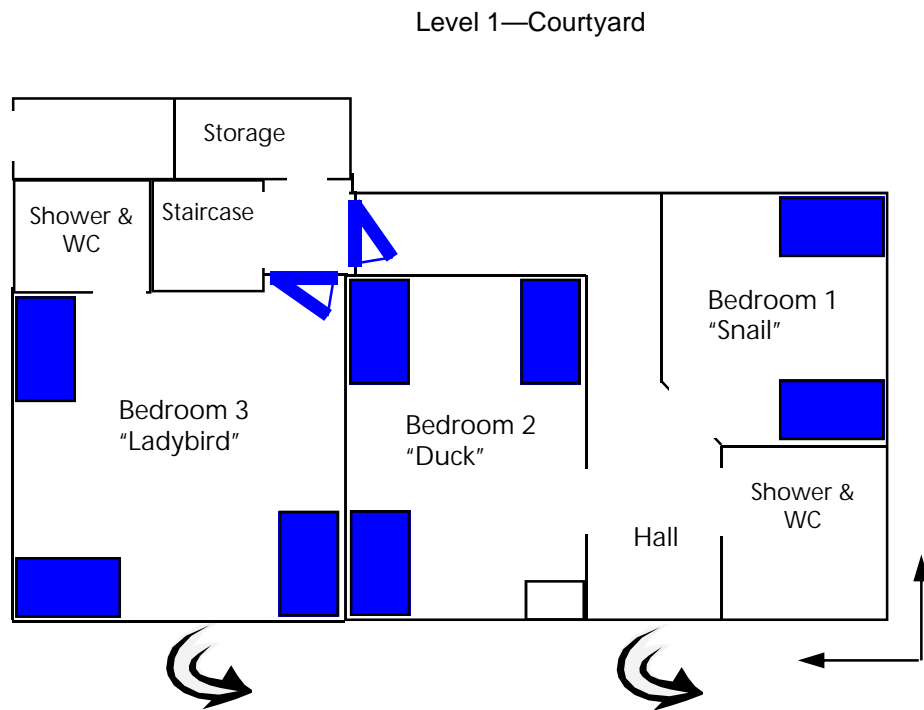 Level 1—Courtyard
Storage
Shower &
WC
Staircase
Bedroom 1
“Snail”
Bedroom 3
“Ladybird”
Bedroom 2
“Duck”
Shower &
WC
Hall